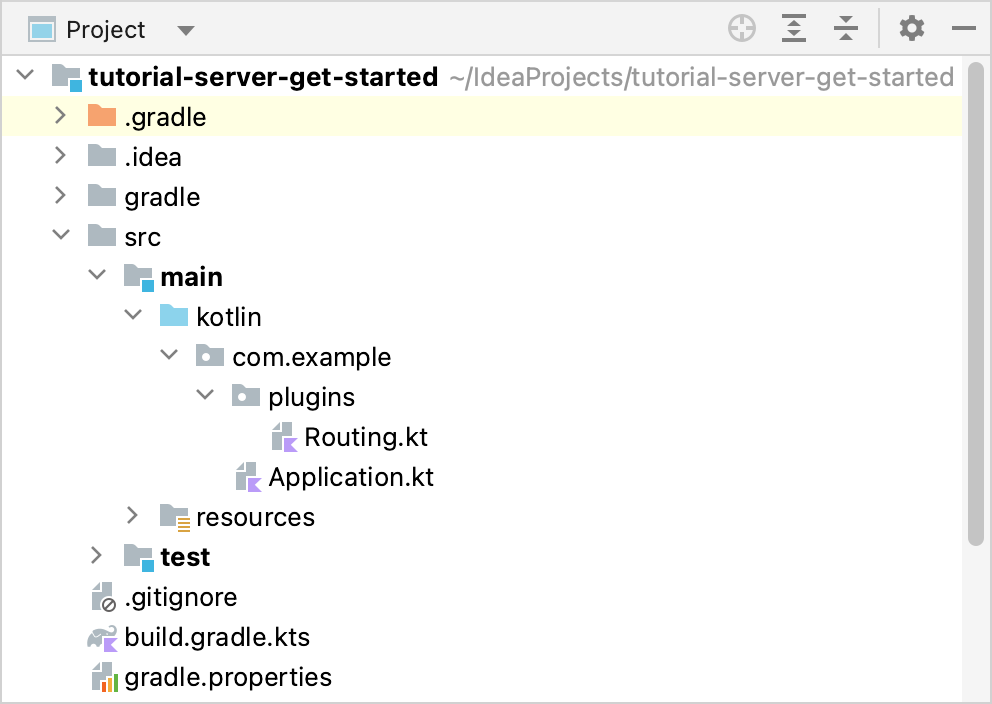 Project
tutorial-server-get-started ~/IdeaProjects/tutorial-server-get-started
.gradle
.idea
gradle
src
main
kotlin
com.example
plugins
Routing.kt
Application.kt
resources
test
.gitignore
build.gradle.kts
gradle.properties